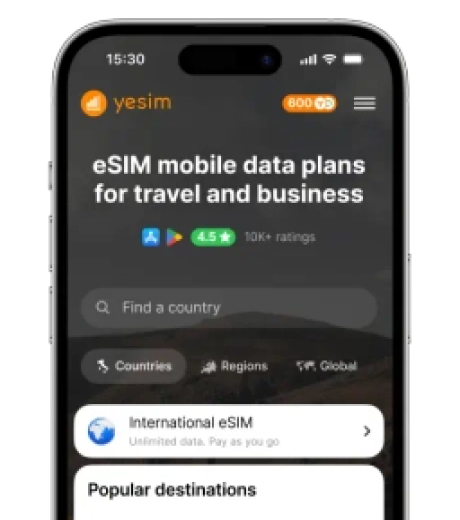 15:30
yesim
600
eSIM mobile data plans
for travel and business
4.5 10K+ ratings
Find a country
Countries Regions Global
International eSIM
Unlimited data. Pay as you go
Popular destinations